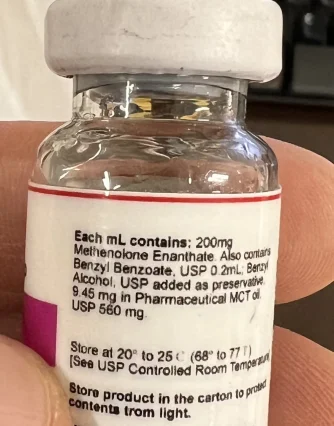 Each mL contains: 200mg
Methenolone Enanthate. Also contains
Benzyl Benzoate, USP 0.2mL; Benzyl
Alcohol, USP added as preservative.
9.45 mg in Pharmaceutical MCT oil,
USP 560 mg
Store at 20° to 25 C (68° to 77 T)
[See USP Controlled Room Temperature
Store product in the carton to protect
contents trom light.